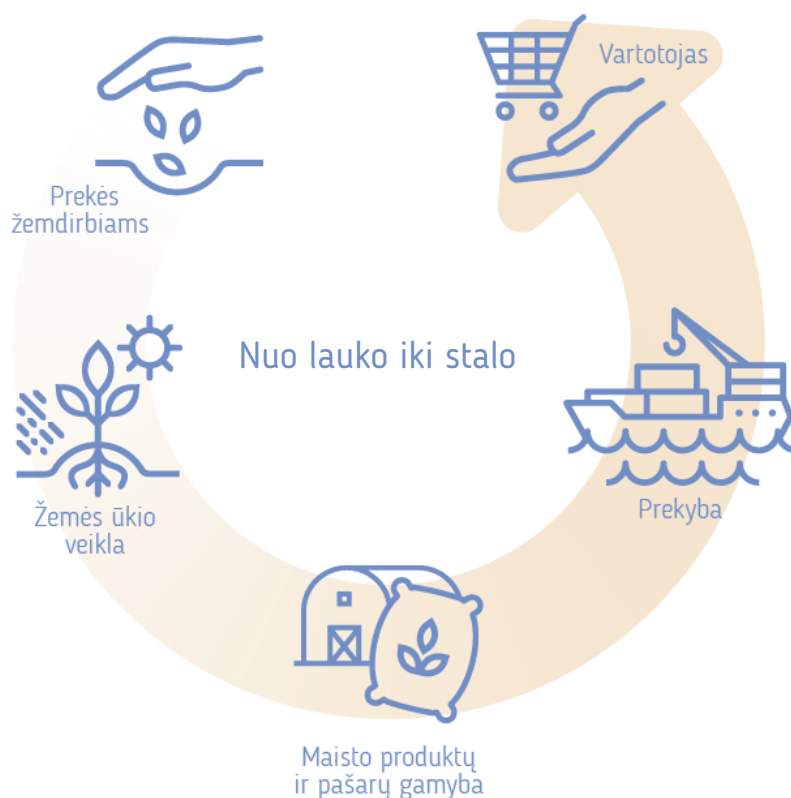 Vartotojas
Prekės
žemdirbiams
Nuo lauko iki stalo
Žemės ūkio
veikla
Prekyba
Maisto produktų
ir pašarų gamyba